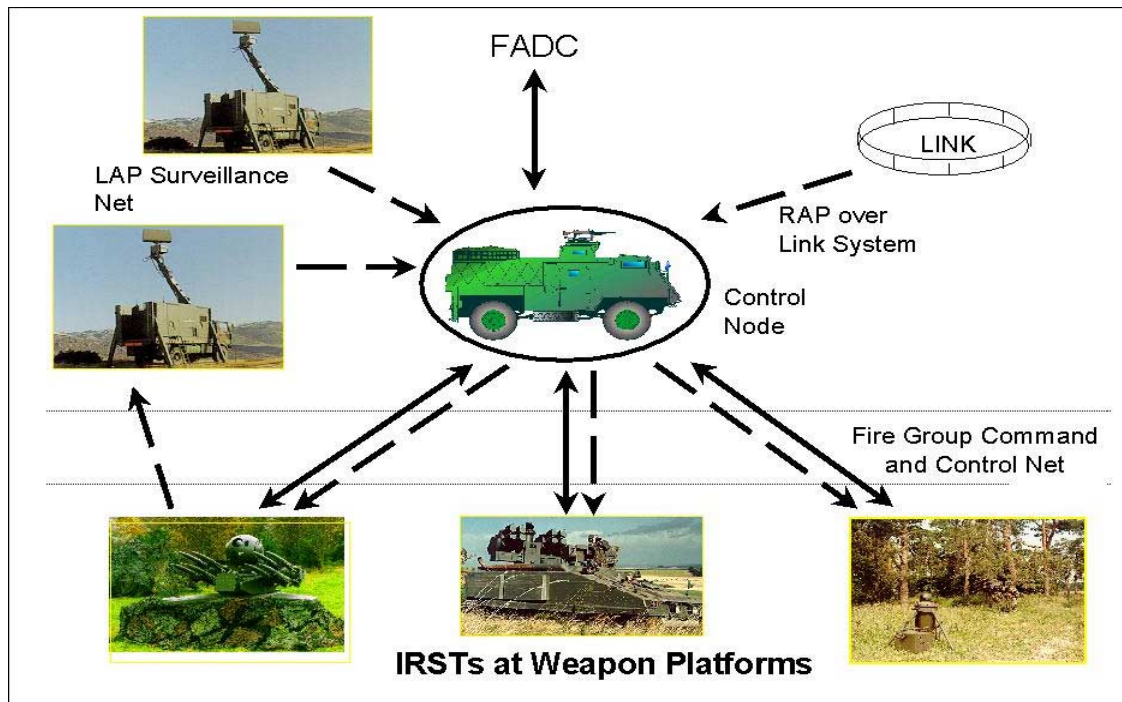 FADC
LINK
LAP Surveillance
Net
RAP over
Link System
Control
Node
Fire Group Command
and Control Net
IRSTs at Weapon Platforms